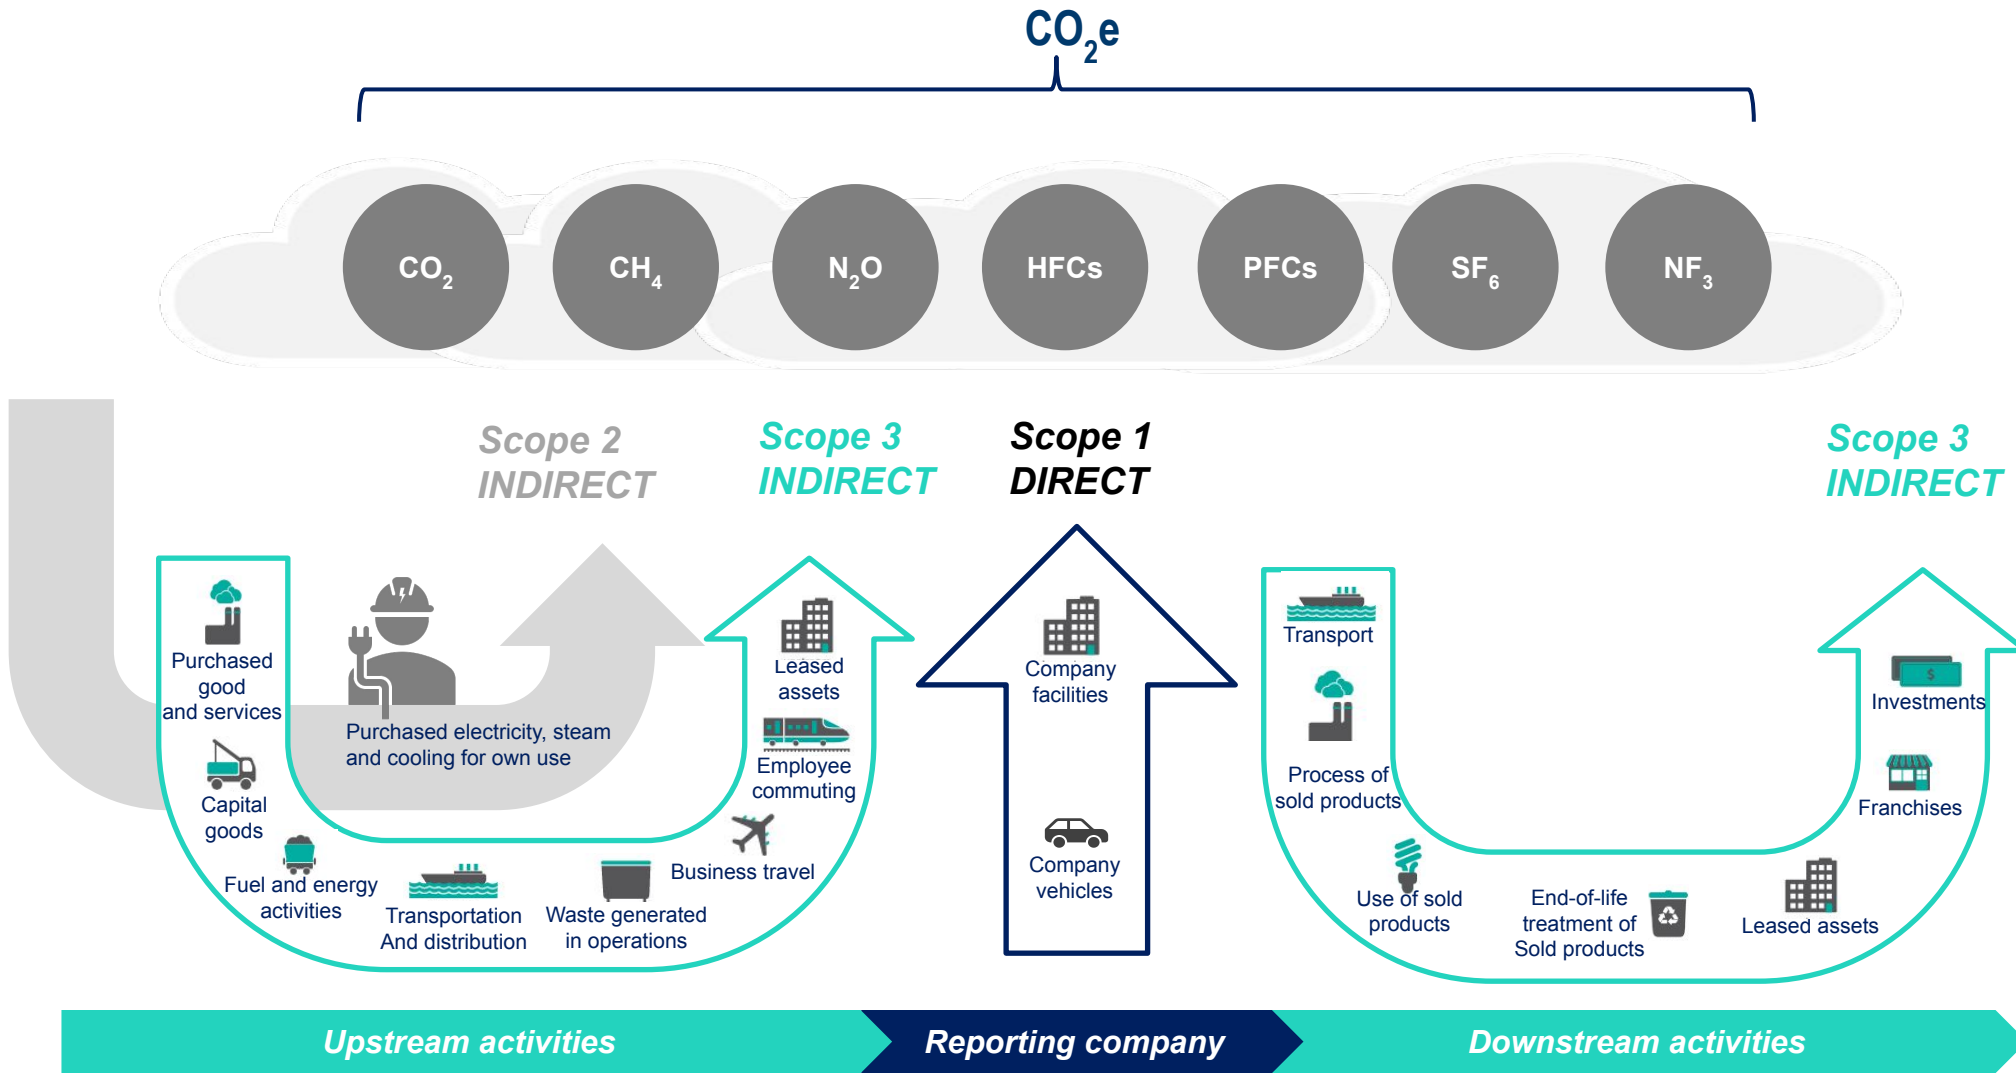 CO₂e
CO₂
CH₄
N₂O
HFCs
PFCs
SF₆
NF₃
Scope 2
INDIRECT
Scope 3
INDIRECT
Scope 1
DIRECT
Scope 3
INDIRECT
Purchased
good
and services
Capital
goods
Fuel and energy
activities
Transportation
And distribution
Waste generated
in operations
Business travel
Employee
commuting
Leased
assets
Purchased electricity, steam
and cooling for own use
Company
facilities
Company
vehicles
Transport
Process of
sold products
Use of sold
products
End-of-life
treatment of
Sold products
Leased assets
Franchises
Investments
$
Upstream activities
Reporting company
Downstream activities